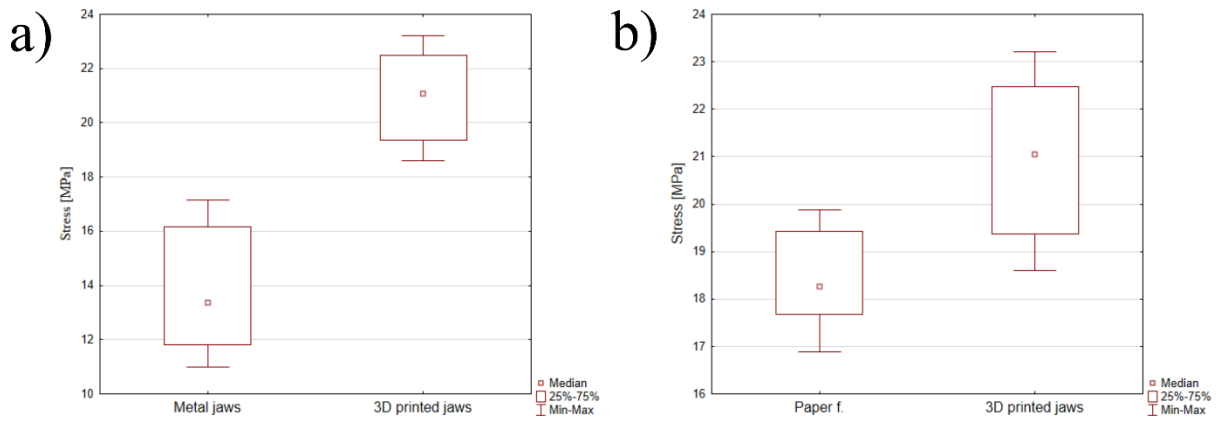 a)
24
22
20
18
16
14
12
10
Stress [MPa]
Metal jaws
3D printed jaws
Median
25%-75%
Min-Max
b)
24
23
22
21
20
19
18
17
16
Stress [MPa]
Paper f.
3D printed jaws
Median
25%-75%
Min-Max